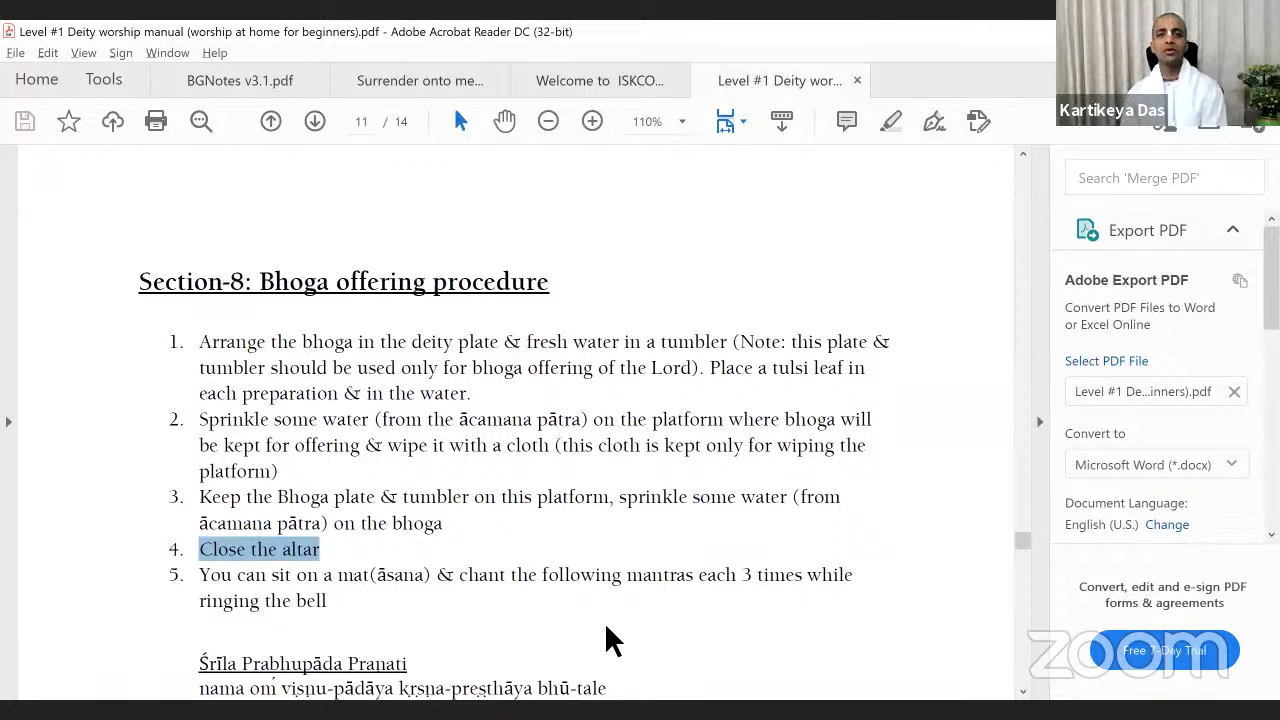 Level #1 Deity worship manual (worship at home for beginners).pdf - Adobe Acrobat Reader DC (32-bit)
File Edit View Sign Window Help
Home Tools BGNotes v3.1.pdf Surrender onto me... Welcome to ISKCO... Level #1 Deity wor...
11 / 14 110%
Kartikeya Das
Search 'Merge PDF'
Export PDF
Adobe Export PDF
Convert PDF Files to Word
or Excel Online
Select PDF File
Level #1 De...inners).pdf
Convert to
Microsoft Word (*.docx)
Document Language:
English (U.S.) Change
Convert, edit and e-sign PDF
forms & agreements
Free 7-Day Trial
zoom
Section-8: Bhoga offering procedure
1. Arrange the bhoga in the deity plate & fresh water in a tumbler (Note: this plate &
tumbler should be used only for bhoga offering of the Lord). Place a tulsi leaf in
each preparation & in the water.
2. Sprinkle some water (from the ācamana pātra) on the platform where bhoga will
be kept for offering & wipe it with a cloth (this cloth is kept only for wiping the
platform)
3. Keep the Bhoga plate & tumbler on this platform, sprinkle some water (from
ācamana pātra) on the bhoga
4. Close the altar
5. You can sit on a mat(āsana) & chant the following mantras each 3 times while
ringing the bell
Śrīla Prabhupāda Pranati
nama oḿ viṣṇu-pādāya kṛṣṇa-preṣṭhāya bhū-tale